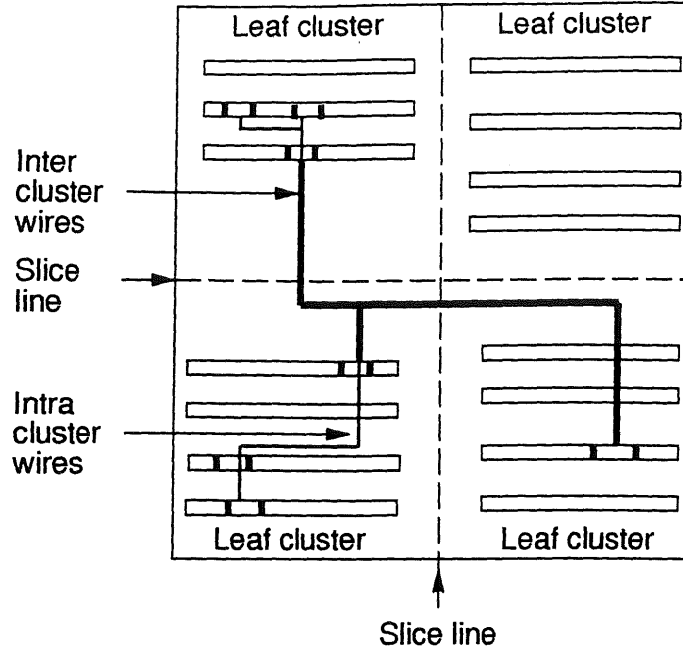 Leaf cluster
Leaf cluster
Inter
cluster
wires
Slice
line
Intra
cluster
wires
Leaf cluster
Leaf cluster
Slice line